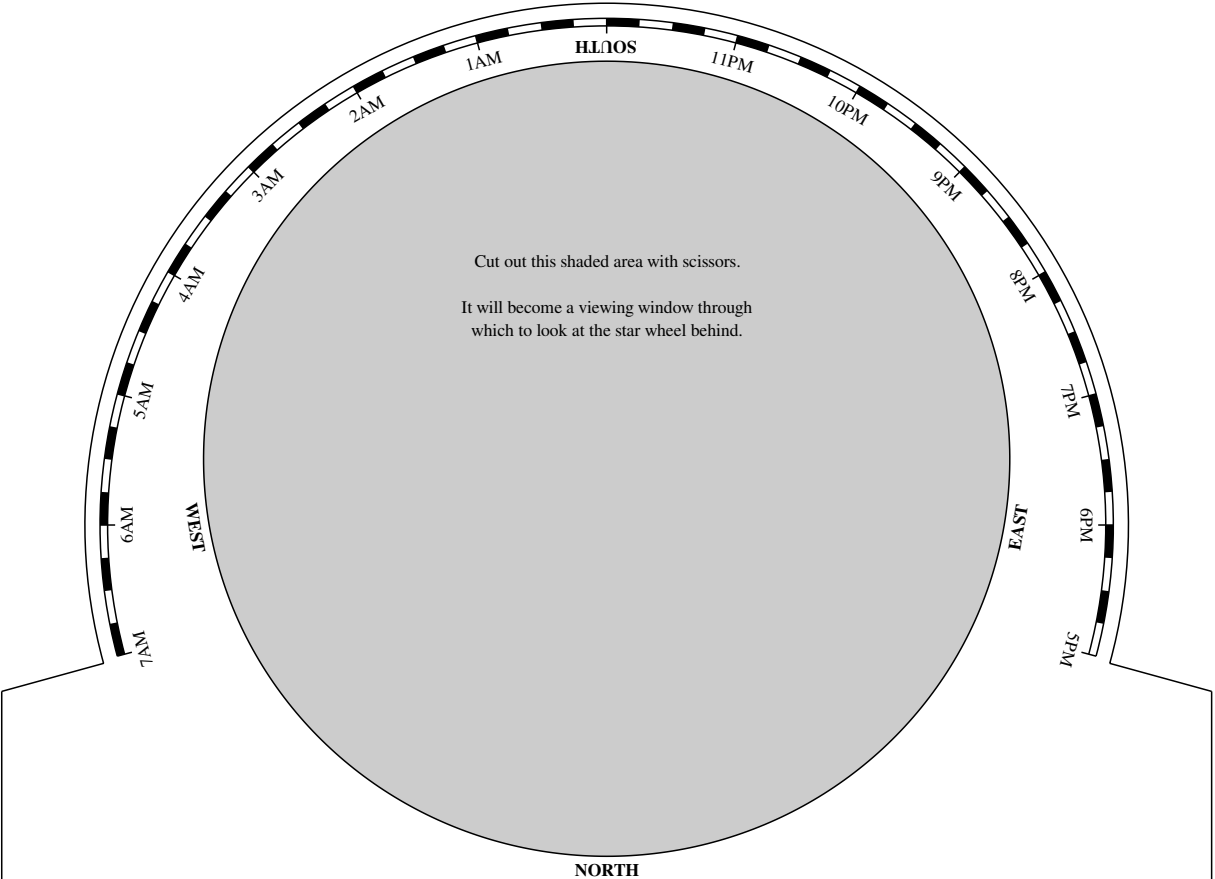 SOUTH
1AM
11PM
2AM
10PM
3AM
9PM
4AM
8PM
5AM
7PM
6AM
6PM
7AM
5PM
Cut out this shaded area with scissors.
It will become a viewing window through
which to look at the star wheel behind.
WEST
EAST
NORTH